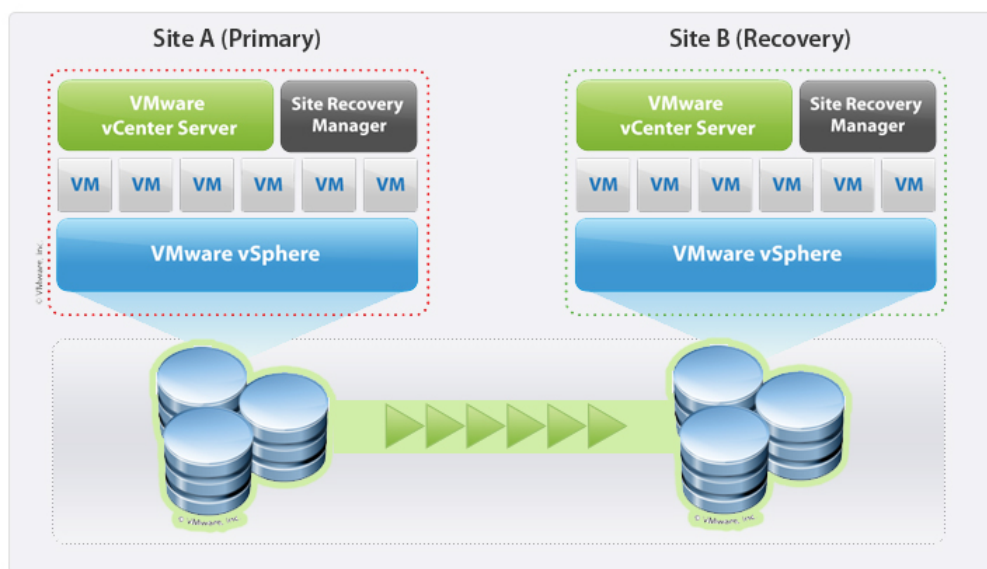 Site A (Primary)
Site B (Recovery)
VMware
vCenter Server
Site Recovery
Manager
VMware
vCenter Server
Site Recovery
Manager
VM VM VM VM VM VM
VM VM VM VM VM VM
VMware vSphere
VMware vSphere
© VMware, inc.
© VMware, inc.
© VMware, inc.